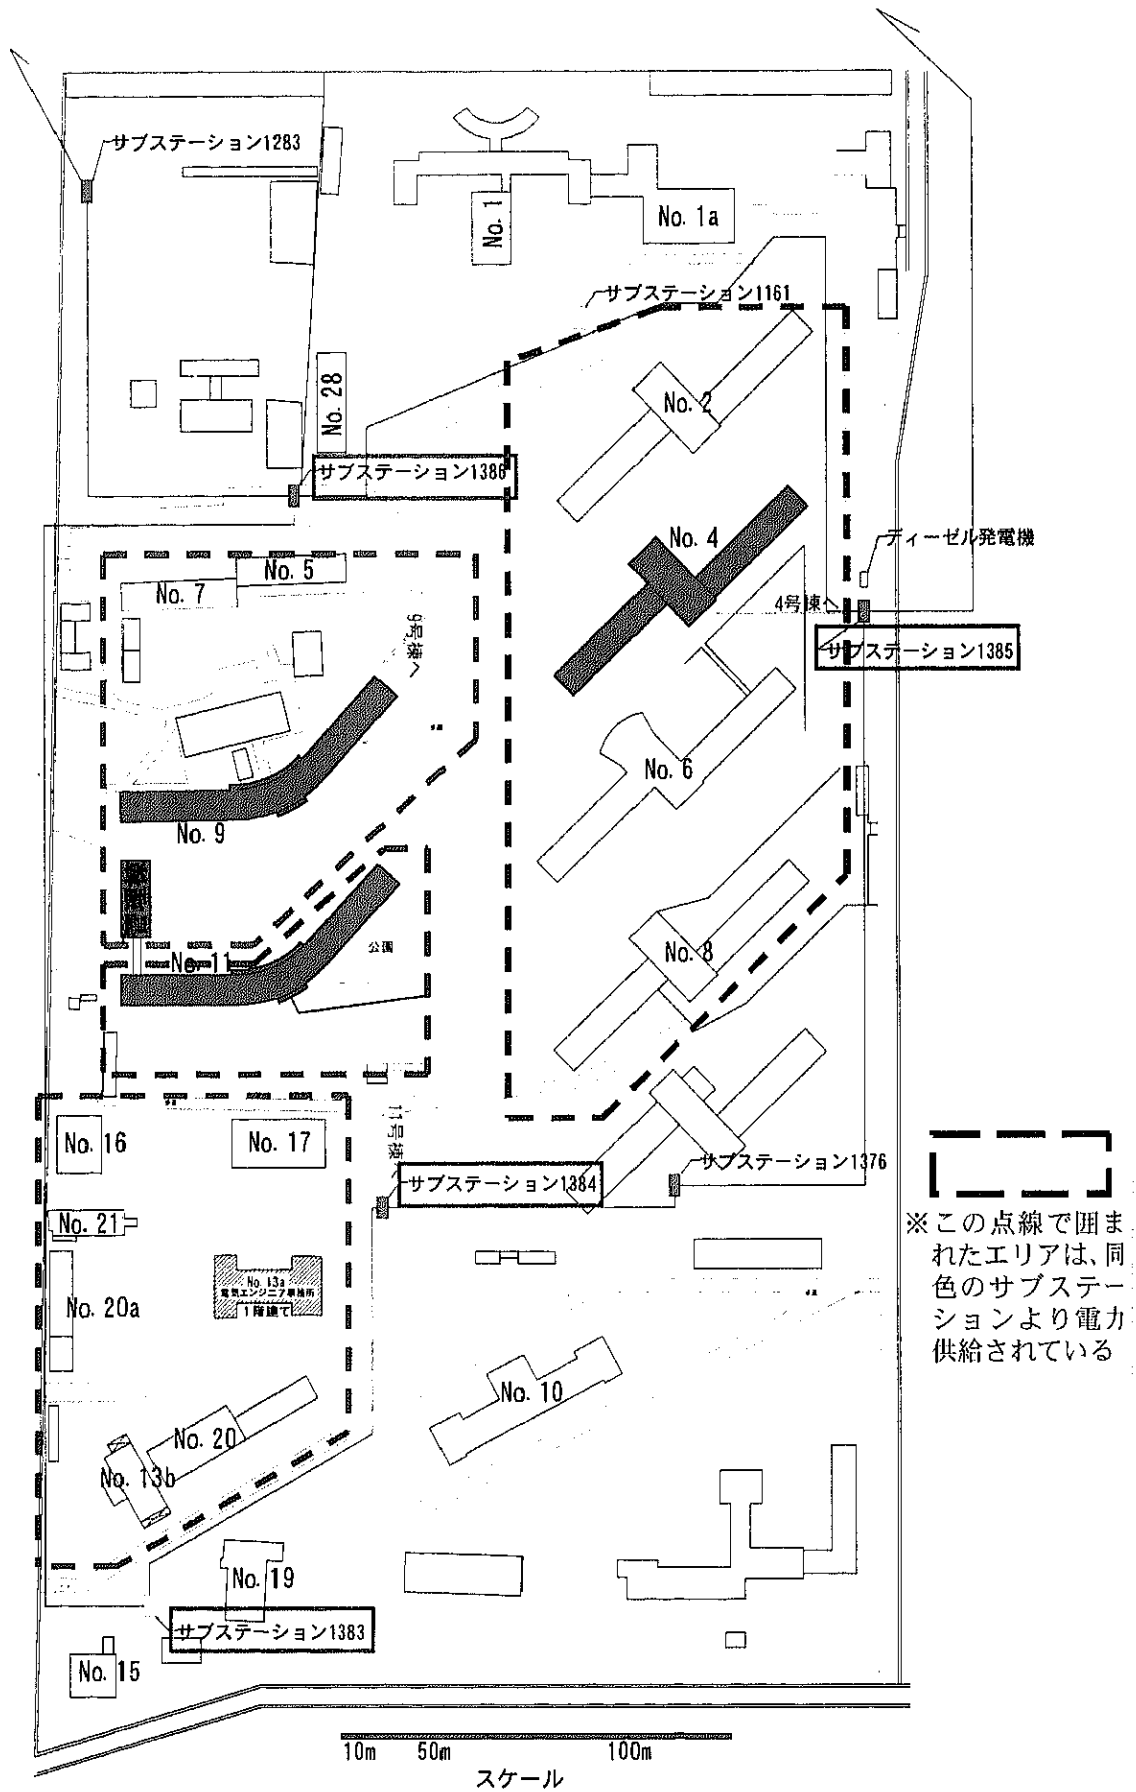 サブステーション1283
No. 1
No. 1a
サブステーション1161
No. 28
No. 2
サブステーション1386
No. 4
ディーゼル発電機
No. 5
No. 7
4号棟へ
9号棟へ
サブステーション1385
No. 6
No. 9
No. 11
公園
No. 8
No. 16
No. 17
11号棟へ
サブステーション1376
サブステーション1384
No. 21
No. 13a
電気エンジニア事務所
1階建て
No. 20a
※この点線で囲ま
れたエリアは、同
色のサブステー
ションより電力
供給されている
No. 10
No. 20
No. 13b
No. 19
サブステーション1383
No. 15
10m 50m 100m
スケール